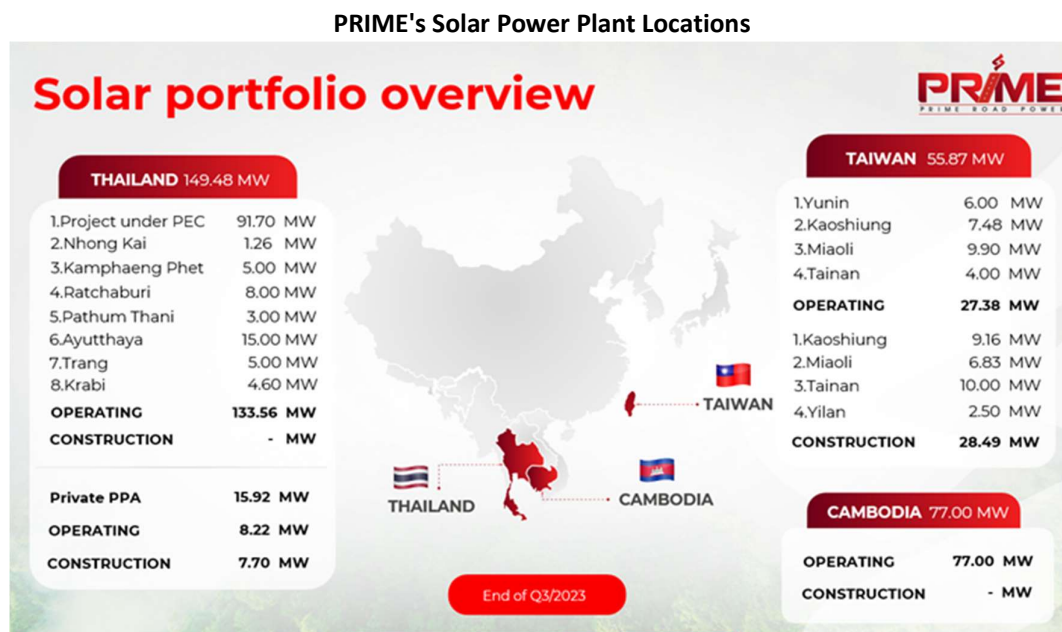 PRIME's Solar Power Plant Locations
Solar portfolio overview
PRIME
PRIME ROAD POWER
THAILAND 149.48 MW
1.Project under PEC 91.70 MW
2.Nhong Kai 1.26 MW
3.Kamphaeng Phet 5.00 MW
4.Ratchaburi 8.00 MW
5.Pathum Thani 3.00 MW
6.Ayutthaya 15.00 MW
7.Trang 5.00 MW
8.Krabi 4.60 MW
OPERATING 133.56 MW
CONSTRUCTION - MW
Private PPA 15.92 MW
OPERATING 8.22 MW
CONSTRUCTION 7.70 MW
TAIWAN
THAILAND
CAMBODIA
End of Q3/2023
TAIWAN 55.87 MW
1.Yunin 6.00 MW
2.Kaoshiung 7.48 MW
3.Miaoli 9.90 MW
4.Tainan 4.00 MW
OPERATING 27.38 MW
1.Kaoshiung 9.16 MW
2.Miaoli 6.83 MW
3.Tainan 10.00 MW
4.Yilan 2.50 MW
CONSTRUCTION 28.49 MW
CAMBODIA 77.00 MW
OPERATING 77.00 MW
CONSTRUCTION - MW